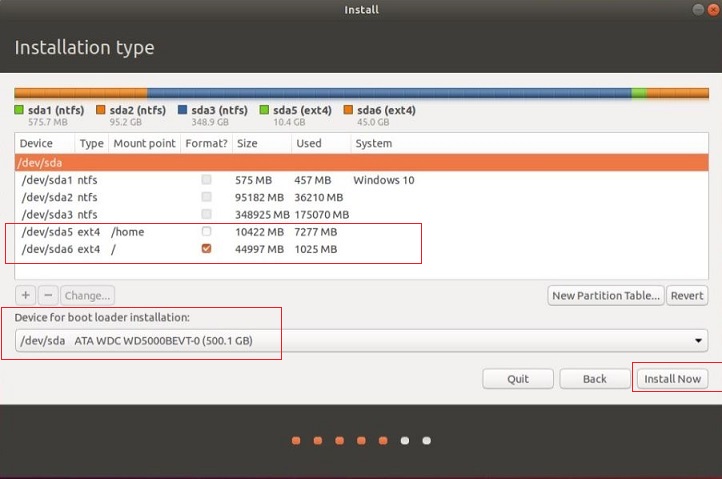 Install
Installation type
sda1 (ntfs) sda2 (ntfs) sda3 (ntfs) sda5 (ext4) sda6 (ext4)
575.7 MB 95.2 GB 348.9 GB 10.4 GB 45.0 GB
Device Type Mount point Format? Size Used System
/dev/sda
/dev/sda1 ntfs 575 MB 457 MB Windows 10
/dev/sda2 ntfs 95182 MB 36210 MB
/dev/sda3 ntfs 348925 MB 175070 MB
/dev/sda5 ext4 /home 10422 MB 7277 MB
/dev/sda6 ext4 / 44997 MB 1025 MB
+ − Change... New Partition Table... Revert
Device for boot loader installation:
/dev/sda ATA WDC WD5000BEVT-0 (500.1 GB)
Quit Back Install Now